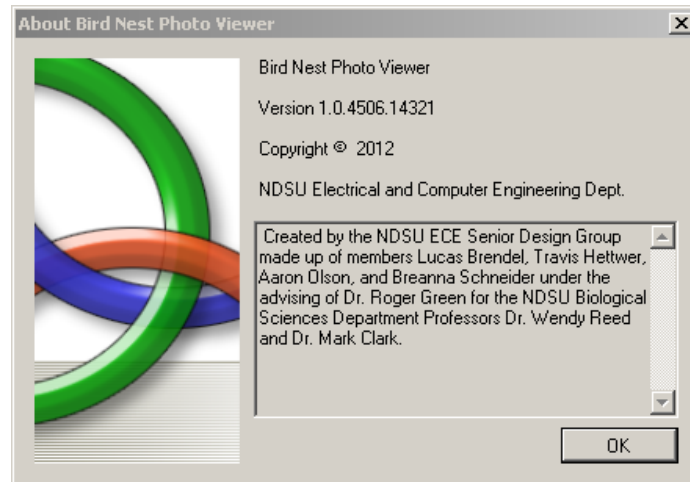 About Bird Nest Photo Viewer
Bird Nest Photo Viewer
Version 1.0.4506.14321
Copyright © 2012
NDSU Electrical and Computer Engineering Dept.
Created by the NDSU ECE Senior Design Group
made up of members Lucas Brendel, Travis Hettwer,
Aaron Olson, and Breanna Schneider under the
advising of Dr. Roger Green for the NDSU Biological
Sciences Department Professors Dr. Wendy Reed
and Dr. Mark Clark.
OK